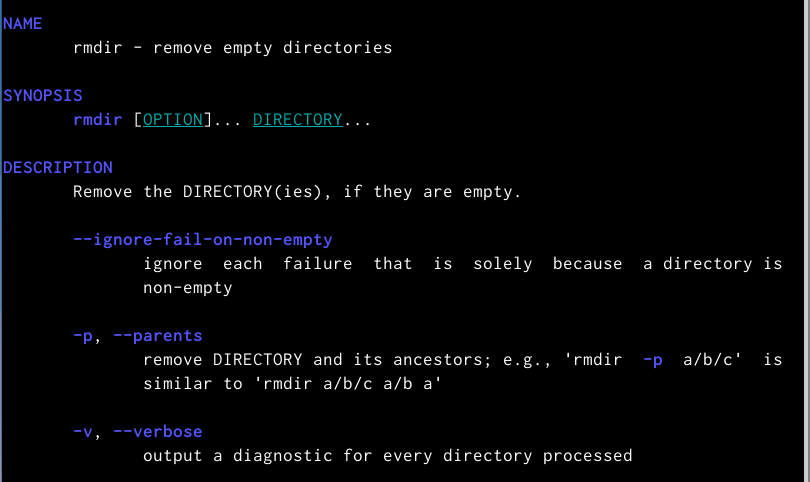 NAME
rmdir - remove empty directories
SYNOPSIS
rmdir [OPTION]... DIRECTORY...
DESCRIPTION
Remove the DIRECTORY(ies), if they are empty.
--ignore-fail-on-non-empty
ignore each failure that is solely because a directory is
non-empty
-p, --parents
remove DIRECTORY and its ancestors; e.g., 'rmdir -p a/b/c' is
similar to 'rmdir a/b/c a/b a'
-v, --verbose
output a diagnostic for every directory processed